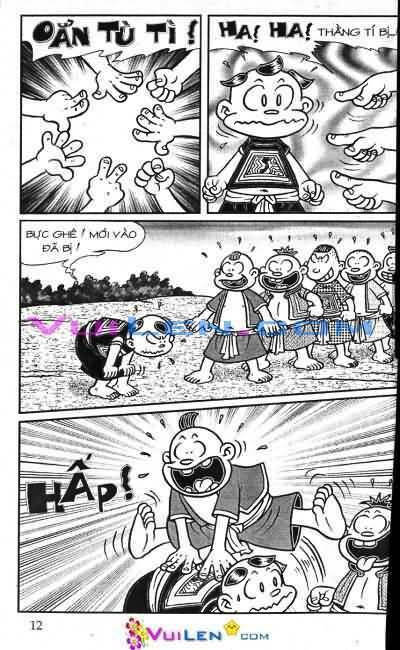 OẲN TÙ TÌ!
HA! HA! THẰNG TÍ BỊ...
BỰC GHÊ! MỚI VÀO
ĐÃ BỊ!
VUILEN.COM
HẤP!
12
VUILEN.COM